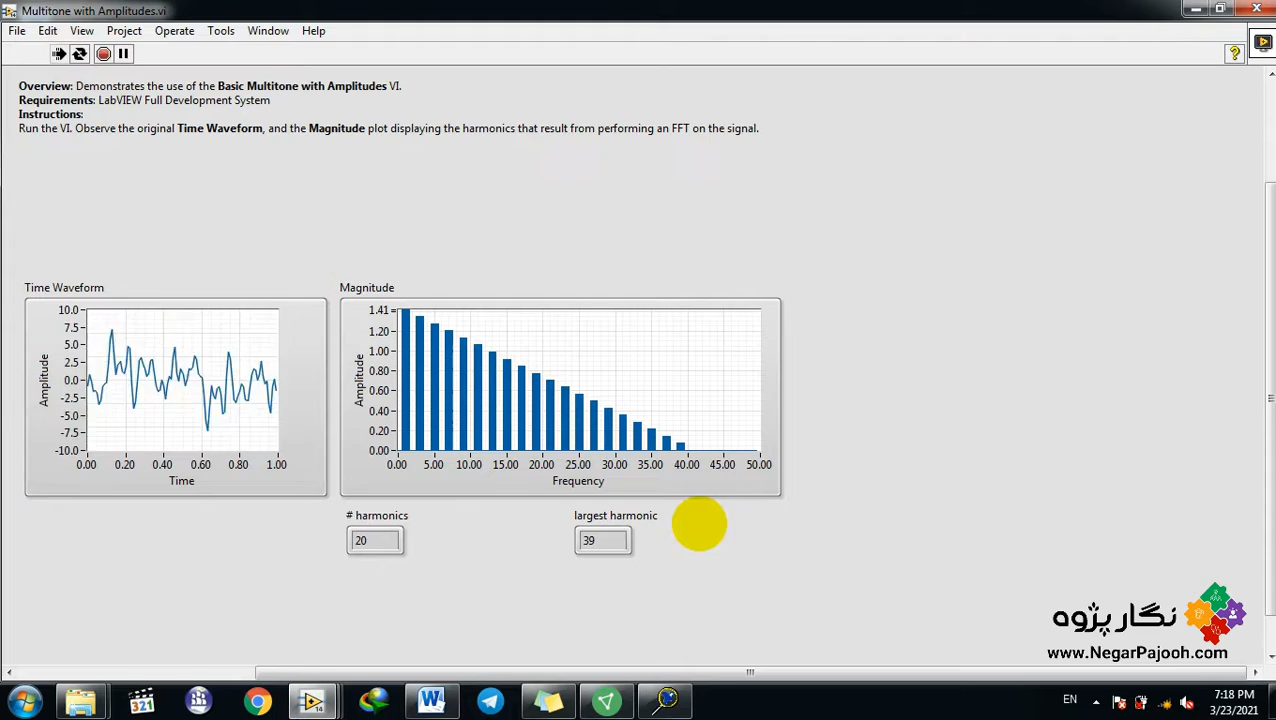 Multitone with Amplitudes.vi
File Edit View Project Operate Tools Window Help
Overview: Demonstrates the use of the Basic Multitone with Amplitudes VI.
Requirements: LabVIEW Full Development System
Instructions:
Run the VI. Observe the original Time Waveform, and the Magnitude plot displaying the harmonics that result from performing an FFT on the signal.
Time Waveform
10.0
7.5
5.0
2.5
0.0
-2.5
-5.0
-7.5
-10.0
Amplitude
0.00 0.20 0.40 0.60 0.80 1.00
Time
Magnitude
1.41
1.20
1.00
0.80
0.60
0.40
0.20
0.00
Amplitude
0.00 5.00 10.00 15.00 20.00 25.00 30.00 35.00 40.00 45.00 50.00
Frequency
# harmonics
20
largest harmonic
39
نگار پژوه
www.NegarPajooh.com
321
14
EN
7:18 PM
3/23/2021